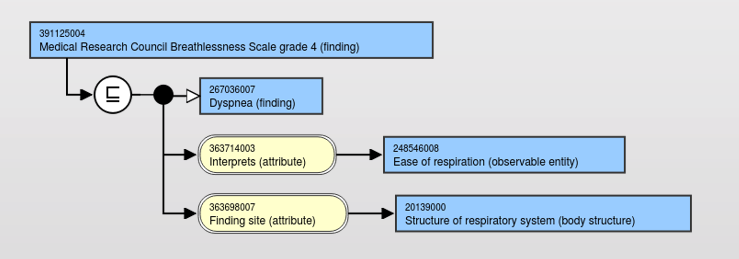 391125004
Medical Research Council Breathlessness Scale grade 4 (finding)
⊑
267036007
Dyspnea (finding)
363714003
Interprets (attribute)
248546008
Ease of respiration (observable entity)
363698007
Finding site (attribute)
20139000
Structure of respiratory system (body structure)